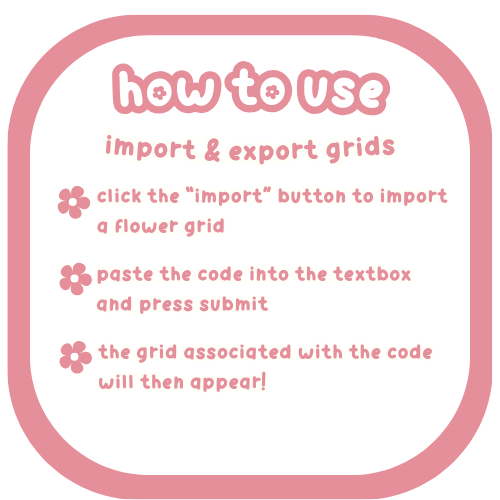 how to use
import & export grids
click the "import" button to import
a flower grid
paste the code into the textbox
and press submit
the grid associated with the code
will then appear!